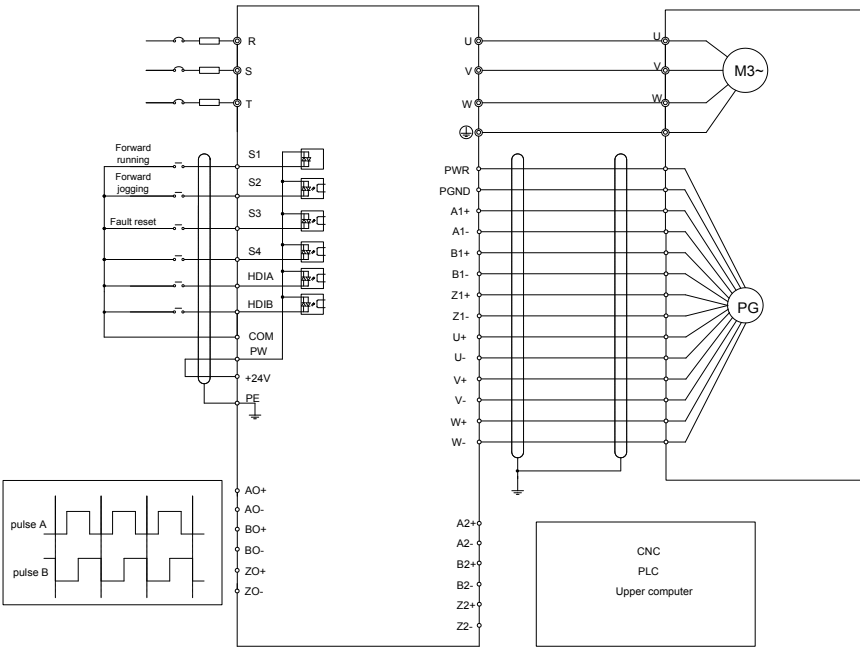 R
S
T
Forward
running
S1
Forward
jogging
S2
Fault reset
S3
S4
HDIA
HDIB
COM
PW
+24V
PE
pulse A
pulse B
AO+
AO-
BO+
BO-
ZO+
ZO-
U
V
W
PWR
PGND
A1+
A1-
B1+
B1-
Z1+
Z1-
U+
U-
V+
V-
W+
W-
A2+
A2-
B2+
B2-
Z2+
Z2-
U
V
W
M3~
PG
CNC
PLC
Upper computer